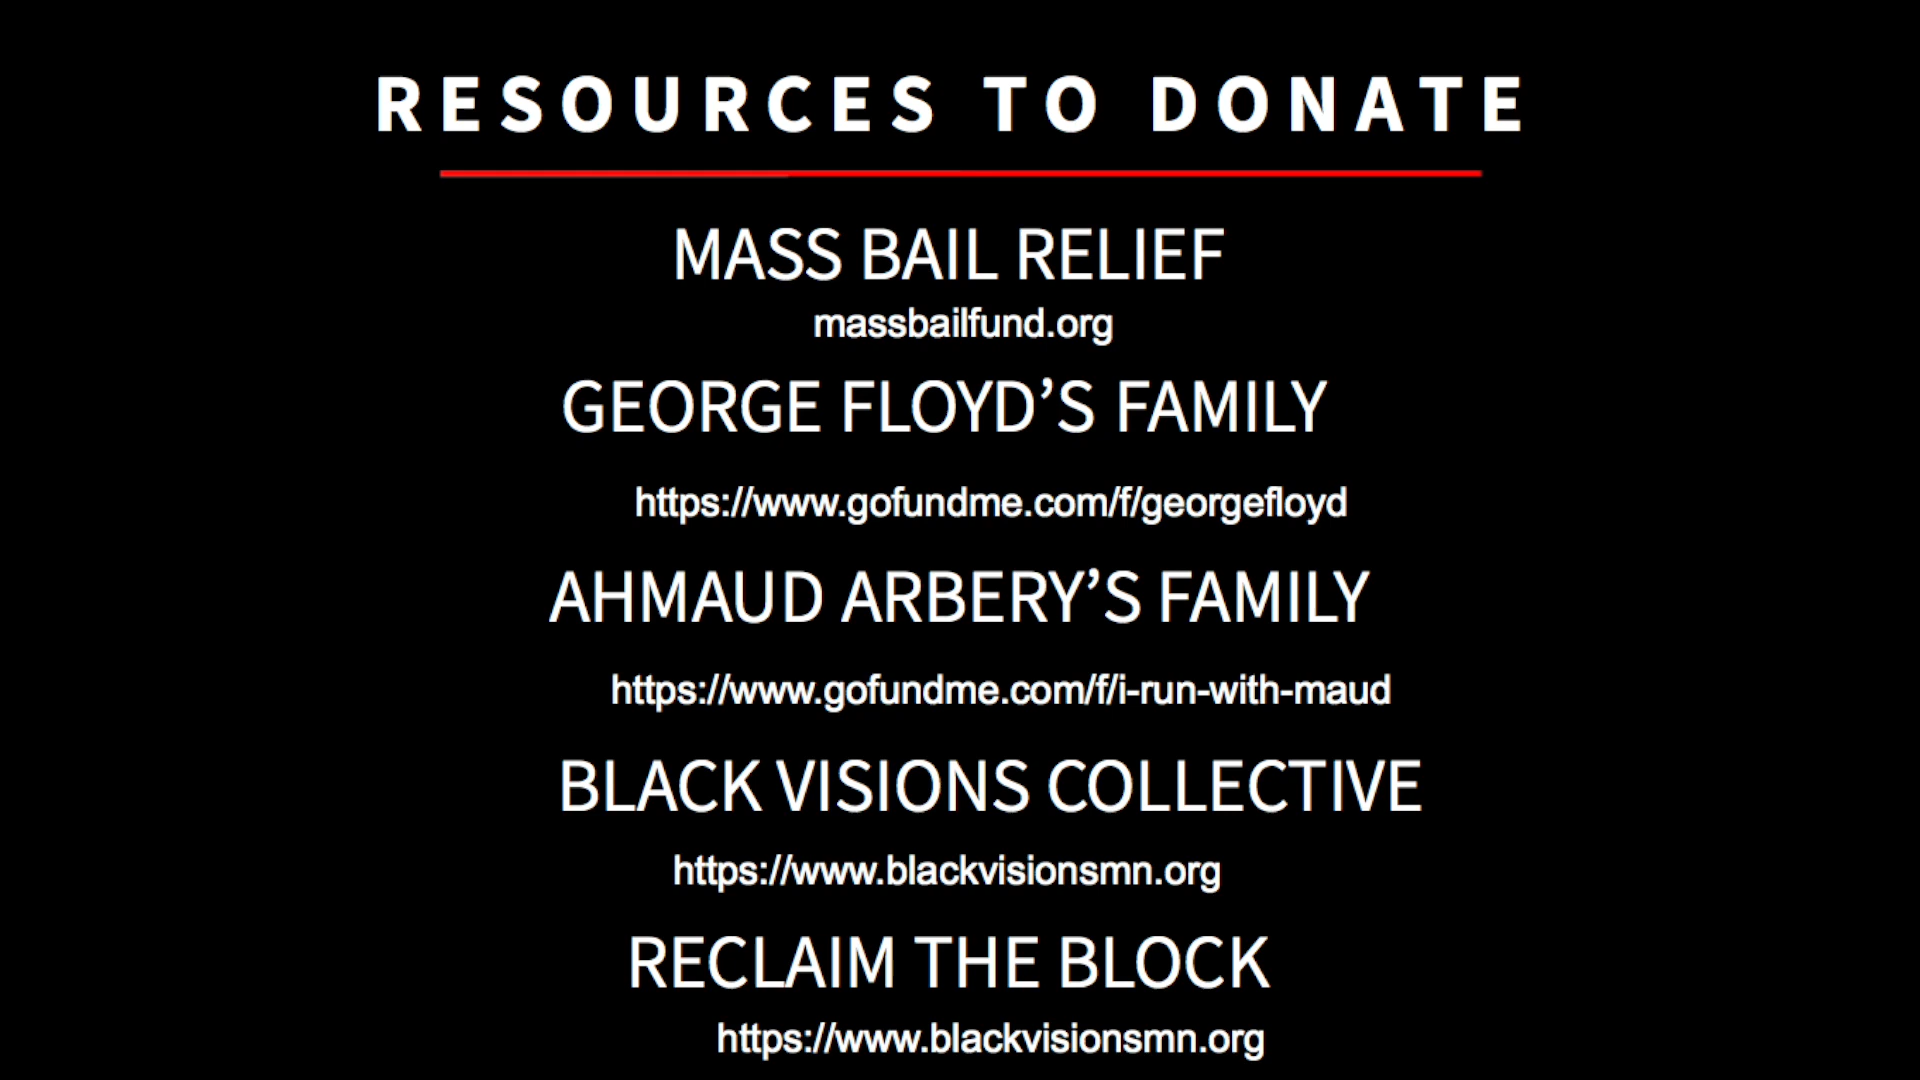 RESOURCES TO DONATE
MASS BAIL RELIEF
massbailfund.org
GEORGE FLOYD’S FAMILY
https://www.gofundme.com/f/georgefloyd
AHMAUD ARBERY’S FAMILY
https://www.gofundme.com/f/i-run-with-maud
BLACK VISIONS COLLECTIVE
https://www.blackvisionsmn.org
RECLAIM THE BLOCK
https://www.blackvisionsmn.org